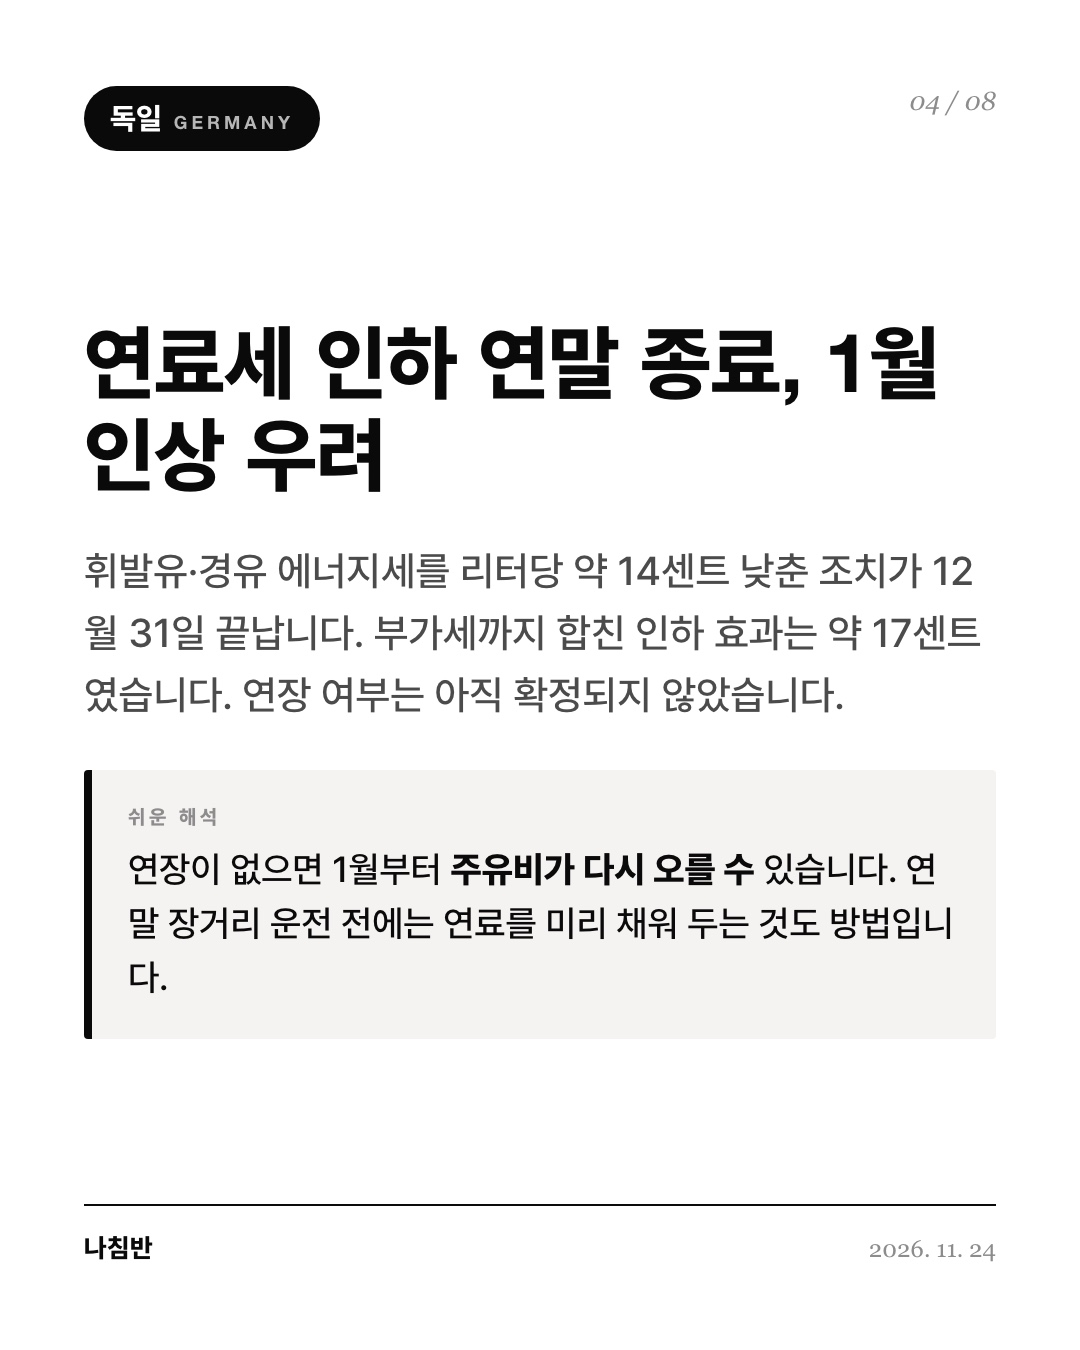 독일 GERMANY
04 / 08
연료세 인하 연말 종료, 1월
인상 우려
휘발유·경유 에너지세를 리터당 약 14센트 낮춘 조치가 12
월 31일 끝납니다. 부가세까지 합친 인하 효과는 약 17센트
였습니다. 연장 여부는 아직 확정되지 않았습니다.
쉬운 해석
연장이 없으면 1월부터 주유비가 다시 오를 수 있습니다. 연
말 장거리 운전 전에는 연료를 미리 채워 두는 것도 방법입니
다.
나침반
2026. 11. 24